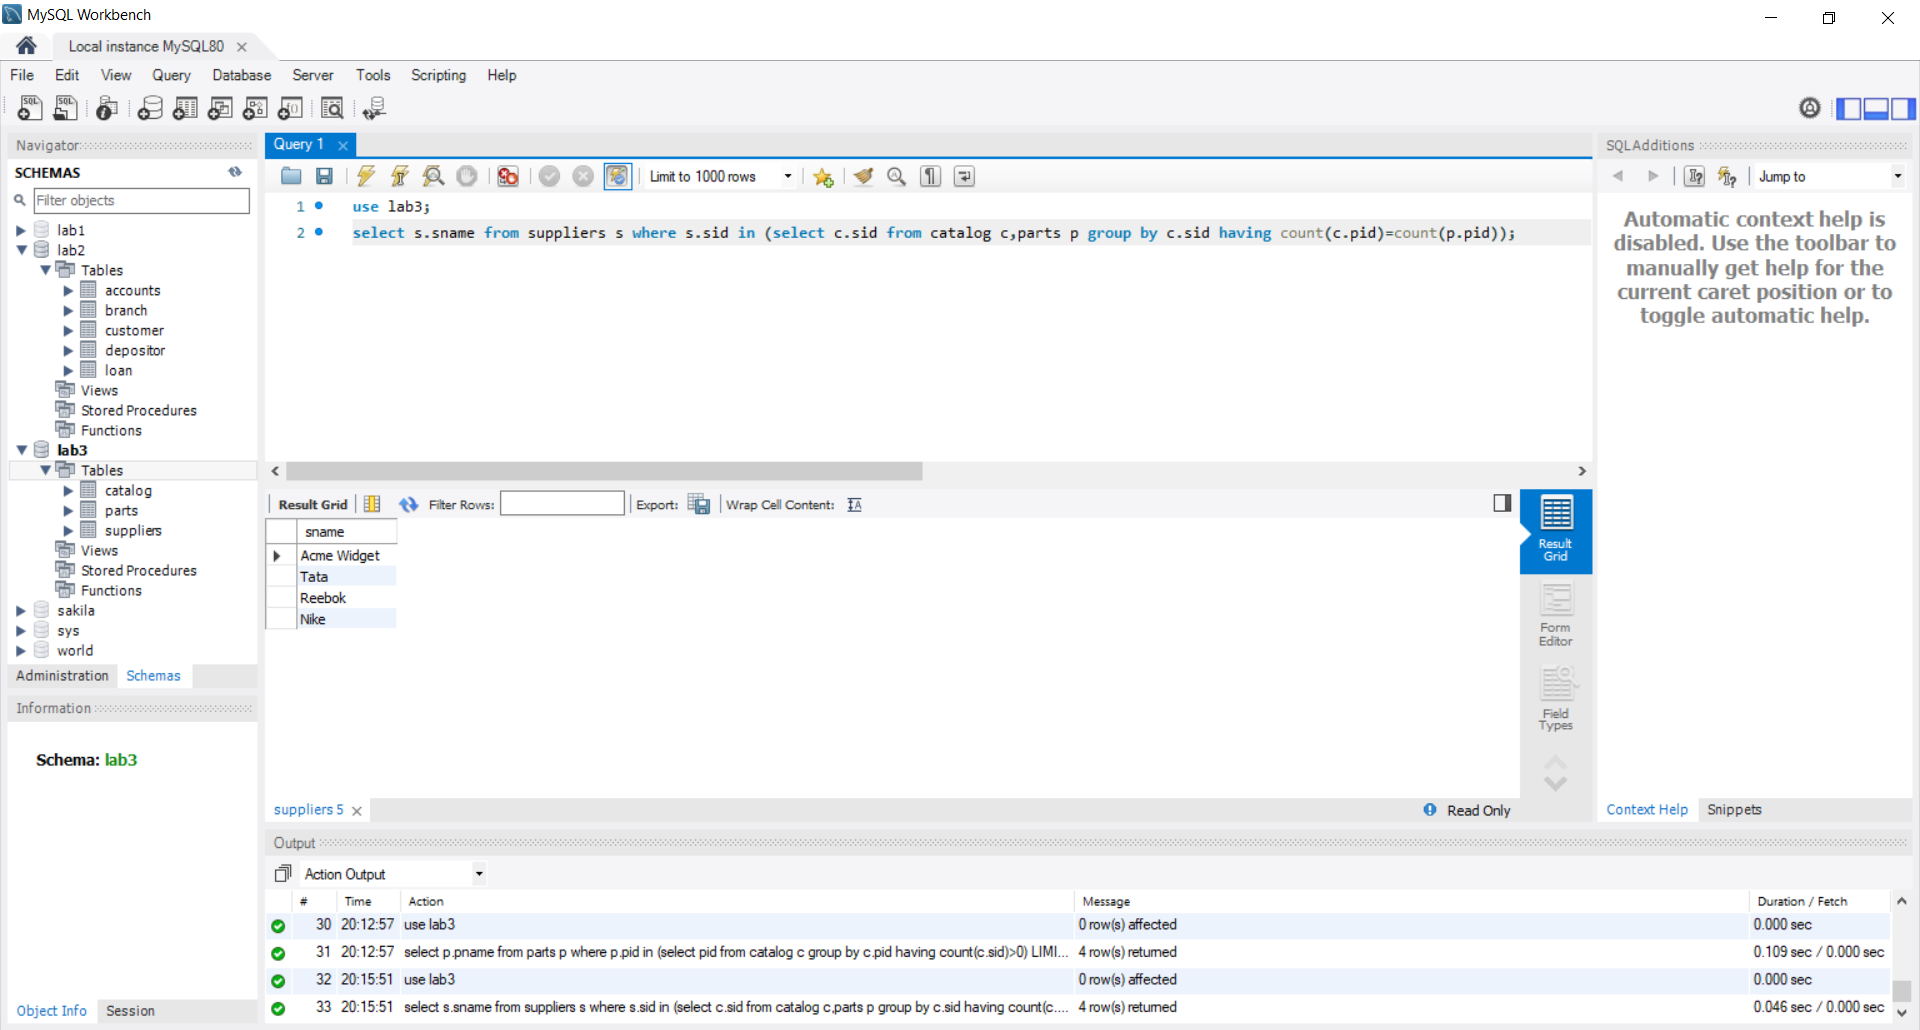 MySQL Workbench
Local instance MySQL80
File Edit View Query Database Server Tools Scripting Help
Navigator
SCHEMAS
Filter objects
lab1
lab2
Tables
accounts
branch
customer
depositor
loan
Views
Stored Procedures
Functions
lab3
Tables
catalog
parts
suppliers
Views
Stored Procedures
Functions
sakila
sys
world
Administration Schemas
Information
Schema: lab3
Object Info Session
Query 1
Limit to 1000 rows
1 use lab3;
2 select s.sname from suppliers s where s.sid in (select c.sid from catalog c,parts p group by c.sid having count(c.pid)=count(p.pid));
Result Grid Filter Rows: Export: Wrap Cell Content:
sname
Acme Widget
Tata
Reebok
Nike
Result
Grid
Form
Editor
Field
Types
suppliers 5
Read Only
SQLAdditions
Jump to
Automatic context help is
disabled. Use the toolbar to
manually get help for the
current caret position or to
toggle automatic help.
Context Help Snippets
Output
Action Output
# Time Action Message Duration / Fetch
30 20:12:57 use lab3 0 row(s) affected 0.000 sec
31 20:12:57 select p.pname from parts p where p.pid in (select pid from catalog c group by c.pid having count(c.sid)>0) LIMI... 4 row(s) returned 0.109 sec / 0.000 sec
32 20:15:51 use lab3 0 row(s) affected 0.000 sec
33 20:15:51 select s.sname from suppliers s where s.sid in (select c.sid from catalog c,parts p group by c.sid having count(c.... 4 row(s) returned 0.046 sec / 0.000 sec